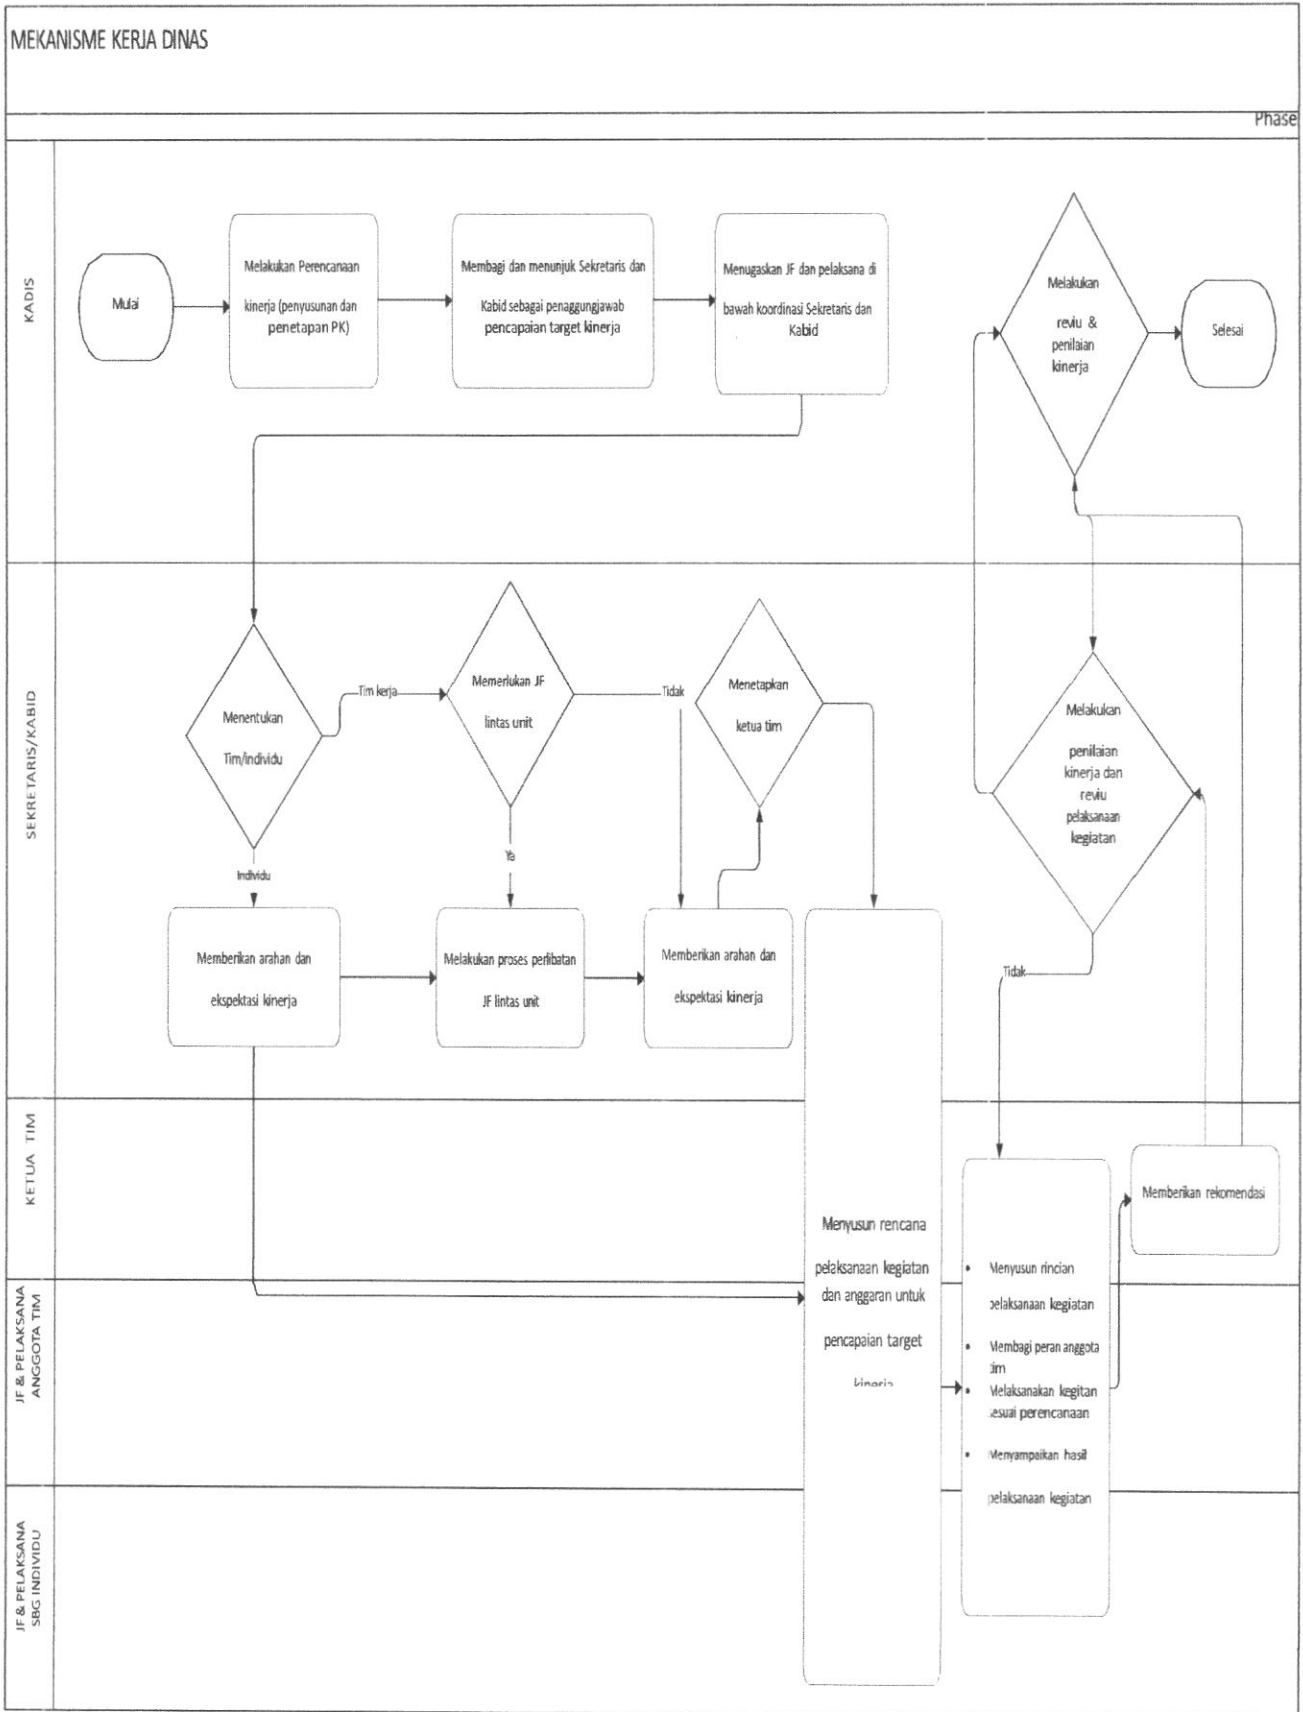 MEKANISME KERJA DINAS
Phase
KADIS
Mulai
Melakukan Perencanaan
kinerja (penyusunan dan
penetapan PK)
Membagi dan menunjuk Sekretaris dan
Kabid sebagai penaggungjawab
pencapaian target kinerja
Menugaskan JF dan pelaksana di
bawah koordinasi Sekretaris dan
Kabid
Melakukan
reviu &
penilaian
kinerja
Selesai
SEKRETARIS/KABID
Menentukan
Tim/individu
Tim kerja
Individu
Memerlukan JF
lintas unit
Tidak
Ya
Menetapkan
ketua tim
Melakukan
penilaian
kinerja dan
reviu
pelaksanaan
kegiatan
Tidak
Memberikan arahan dan
ekspektasi kinerja
Melakukan proses perlibatan
JF lintas unit
Memberikan arahan dan
ekspektasi kinerja
KETUA TIM
Memberikan rekomendasi
JF & PELAKSANA
ANGGOTA TIM
Menyusun rencana
pelaksanaan kegiatan
dan anggaran untuk
pencapaian target
kinerja
• Menyusun rincian
pelaksanaan kegiatan
• Membagi peran anggota
tim
• Melaksanakan kegitan
sesuai perencanaan
• Menyampaikan hasil
pelaksanaan kegiatan
JF & PELAKSANA
SBG INDIVIDU